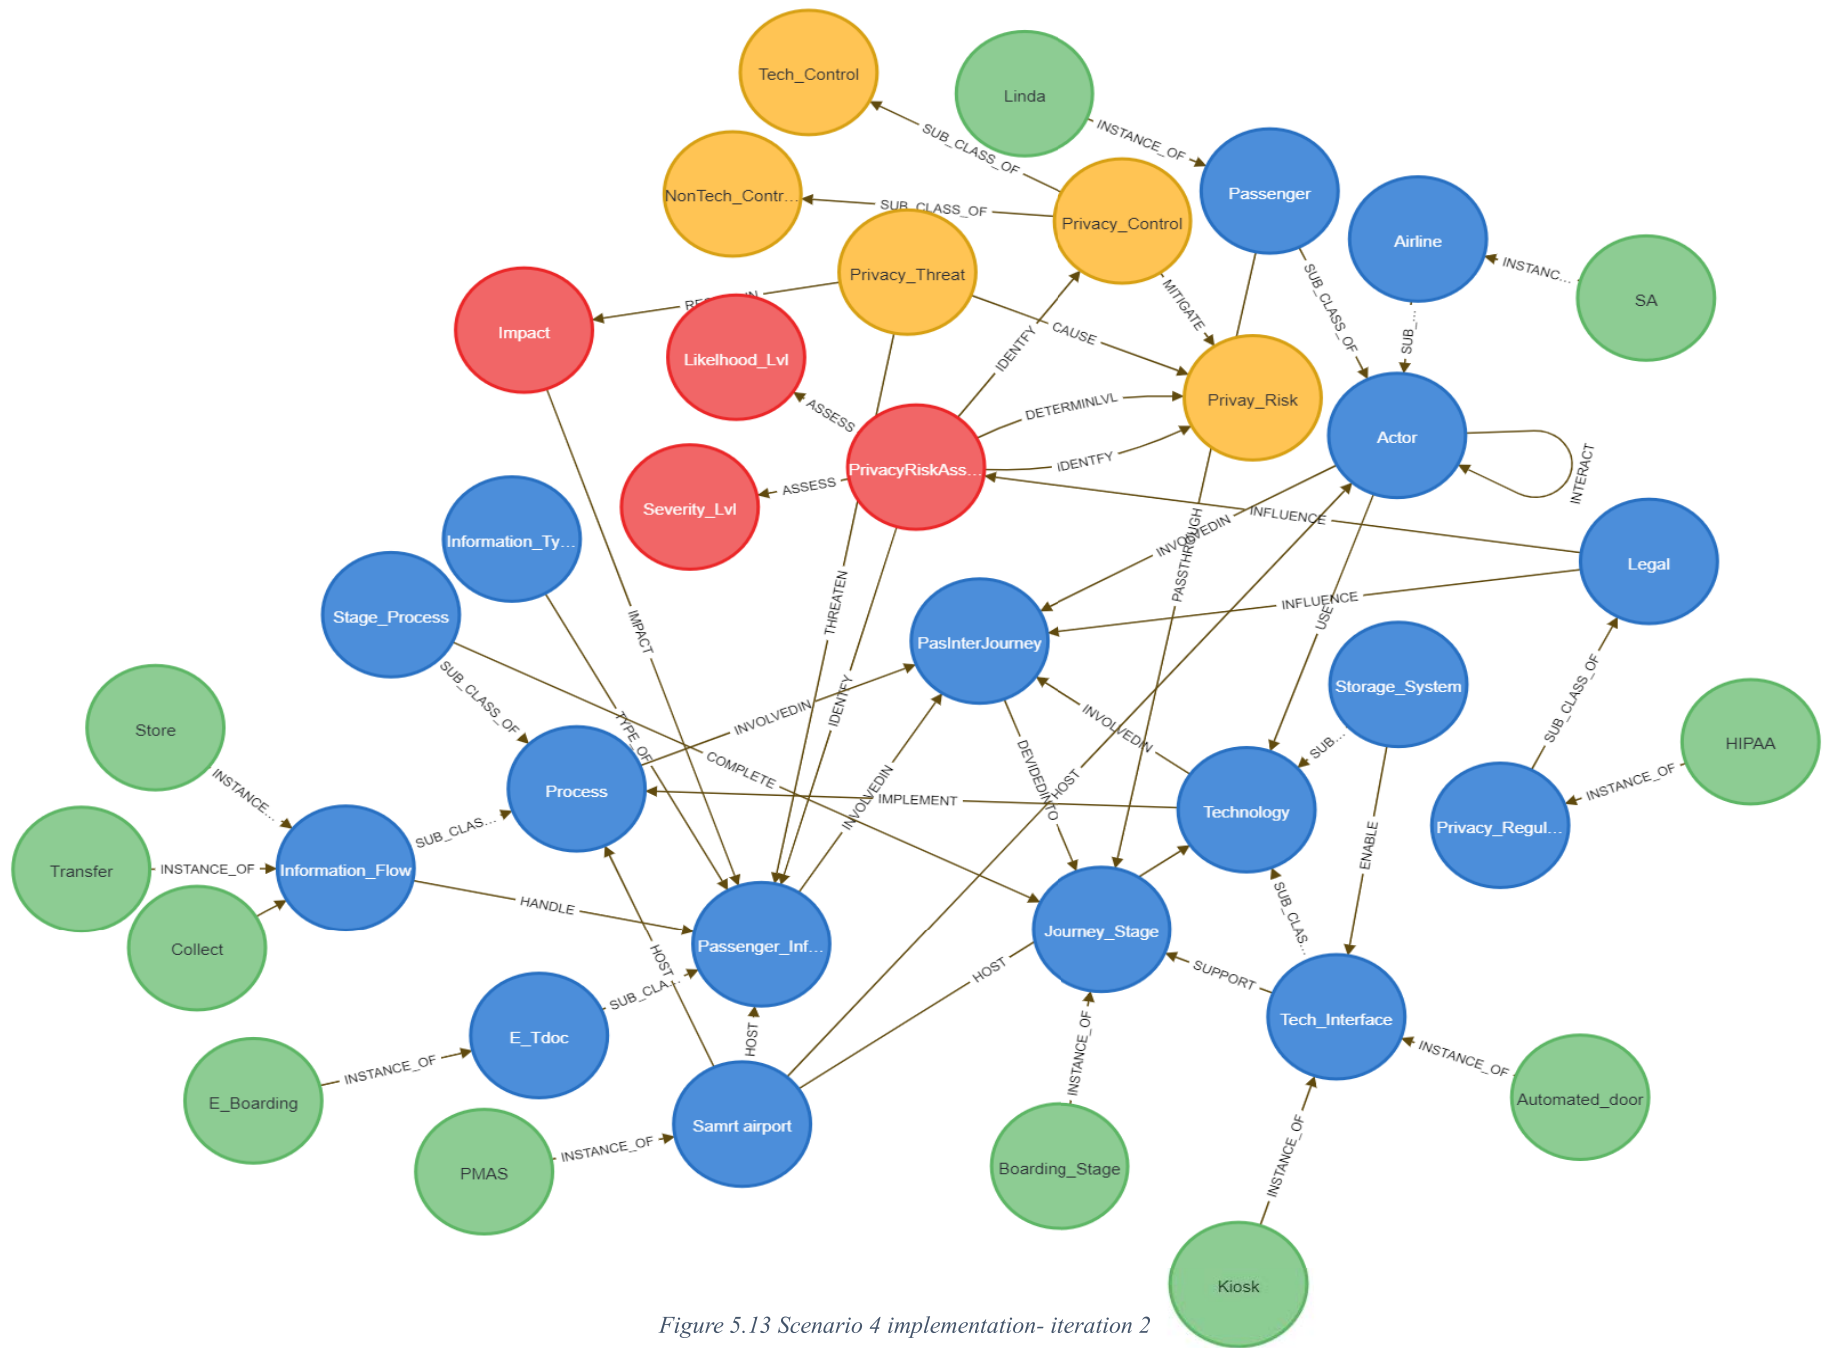 Tech_Control
Linda
INSTANCE_OF
SUB_CLASS_OF
NonTech_Contr...
SUB_CLASS_OF
Privacy_Control
Passenger
Airline
INSTANC...
SA
Privacy_Threat
SUB_CLASS_OF
SUB_...
MITIGATE
Impact
Likelhood_Lvl
CAUSE
IDENTFY
ASSESS
DETERMINLVL
Privay_Risk
Actor
INTERACT
PrivacyRiskAss...
IDENTFY
ASSESS
Severity_Lvl
INFLUENCE
Information_Ty...
INVOLVEDIN
PASSTHROUGH
Legal
Stage_Process
IMPACT
THREATEN
INFLUENCE
USE
PasInterJourney
Storage_System
SUB_CLASS_OF
IDENTFY
INVOLVEDIN
SUB_CLASS_OF
Store
TYPE_OF
INVOLVEDIN
SUB...
HIPAA
INSTANCE...
COMPLETE
DEVIDEDINTO
HOST
INSTANCE_OF
Process
INVOLVEDIN
IMPLEMENT
Technology
Privacy_Regul...
SUB_CLAS...
ENABLE
Transfer
INSTANCE_OF
Information_Flow
HANDLE
SUB_CLAS...
Collect
Passenger_Inf...
Journey_Stage
HOST
HOST
SUPPORT
SUB_CLA...
Tech_Interface
E_Tdoc
HOST
INSTANCE_OF
INSTANCE_OF
INSTANCE_OF
E_Boarding
Automated_door
Samrt airport
INSTANCE_OF
PMAS
Boarding_Stage
INSTANCE_OF
Kiosk
Figure 5.13 Scenario 4 implementation- iteration 2